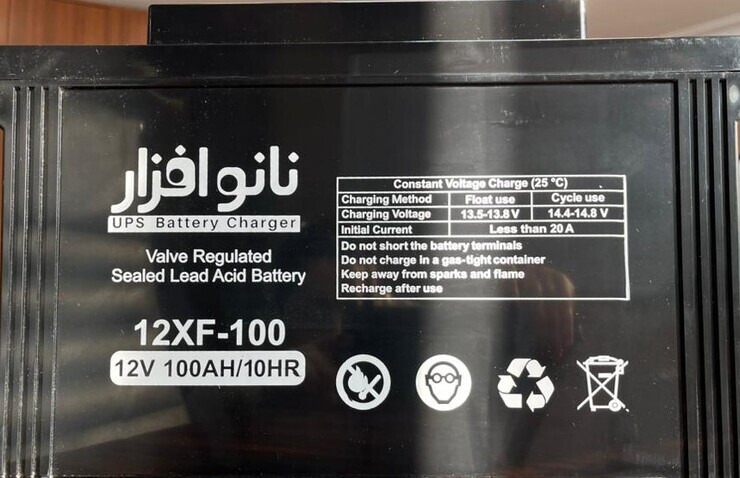 نانو افزار
UPS Battery Charger
Valve Regulated
Sealed Lead Acid Battery
12XF-100
12V 100AH/10HR
Constant Voltage Charge (25 °C)
Charging Method Float use Cycle use
Charging Voltage 13.5-13.8 V 14.4-14.8 V
Initial Current Less than 20 A
Do not short the battery terminals
Do not charge in a gas-tight container
Keep away from sparks and flame
Recharge after use